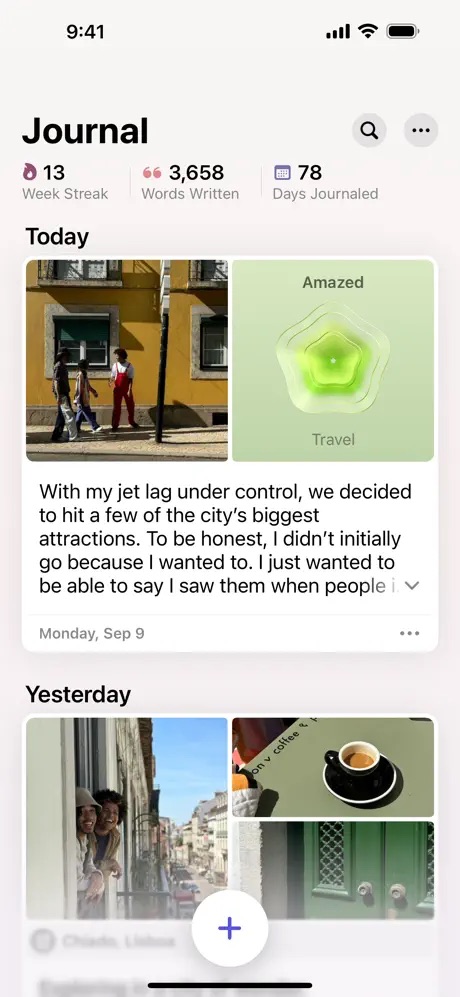 9:41
Journal
13
Week Streak
3,658
Words Written
78
Days Journaled
Today
Amazed
Travel
With my jet lag under control, we decided
to hit a few of the city’s biggest
attractions. To be honest, I didn’t initially
go because I wanted to. I just wanted to
be able to say I saw them when people
Monday, Sep 9
Yesterday
coffee &
Chiado, Lisboa